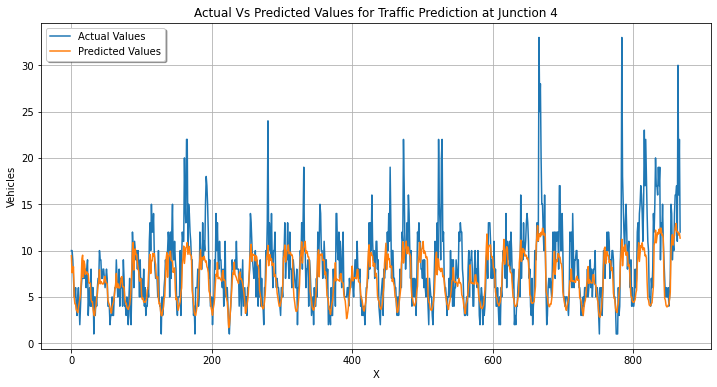 Actual Vs Predicted Values for Traffic Prediction at Junction 4
Actual Values
Predicted Values
Vehicles
30
25
20
15
10
5
0
0 200 400 600 800
X